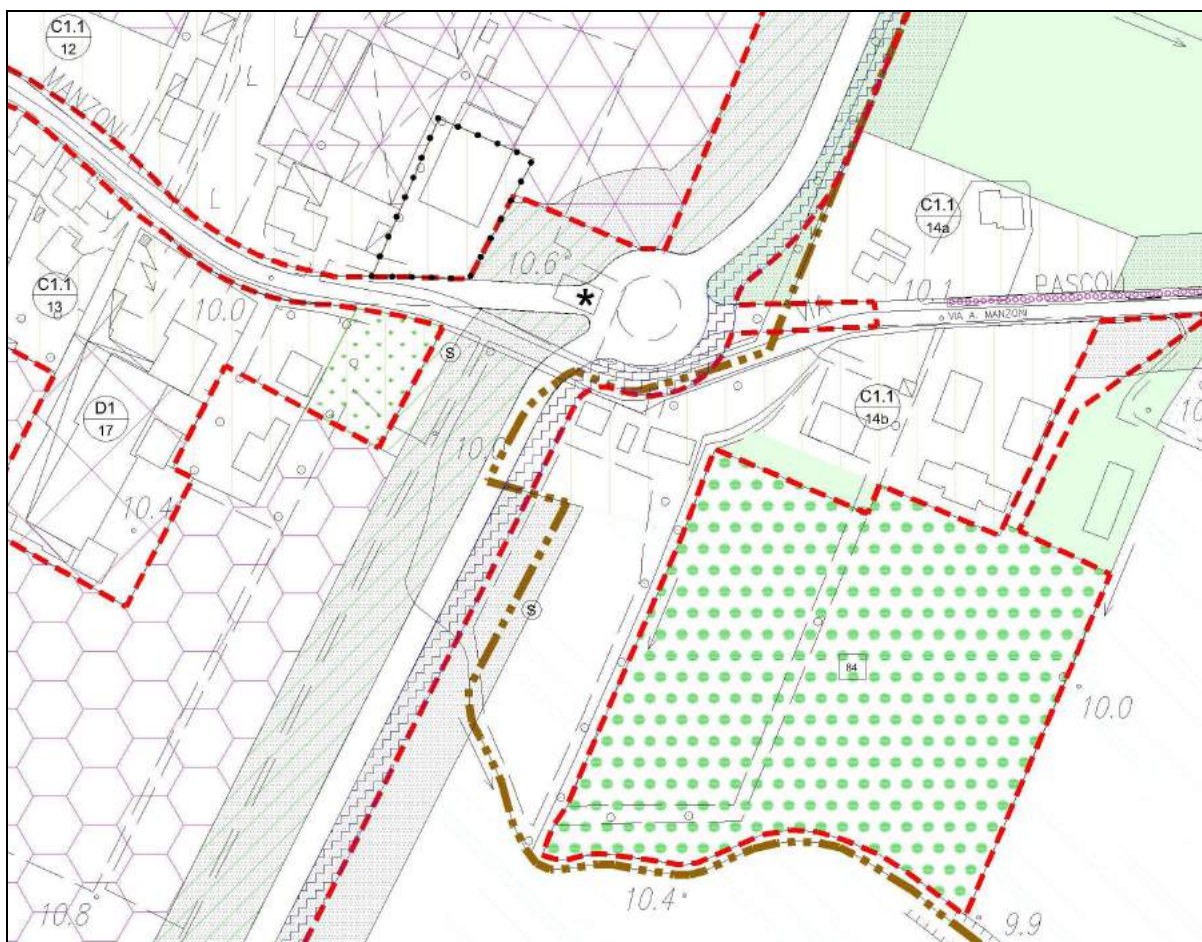 C1.1
12
MANZONI
L
L
C1.1
14a
C1.1
13
10.6
*
10.0
10.1
PASCOLI
VIA
VIA A. MANZONI
S
C1.1
14b
D1
17
10.0
10.4
S
84
10.0
10.4
10.8
9.9